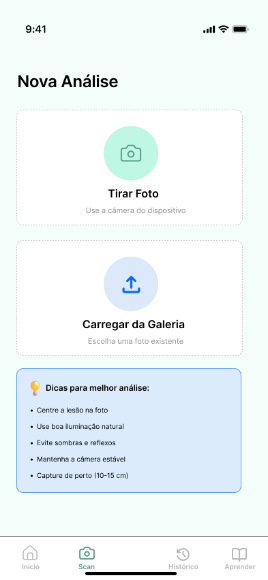 9:41
Nova Análise
Tirar Foto
Use a câmera do dispositivo
Carregar da Galeria
Escolha uma foto existente
Dicas para melhor análise:
• Centre a lesão na foto
• Use boa iluminação natural
• Evite sombras e reflexos
• Mantenha a câmera estável
• Capture de perto (10-15 cm)
Início Scan Histórico Aprender